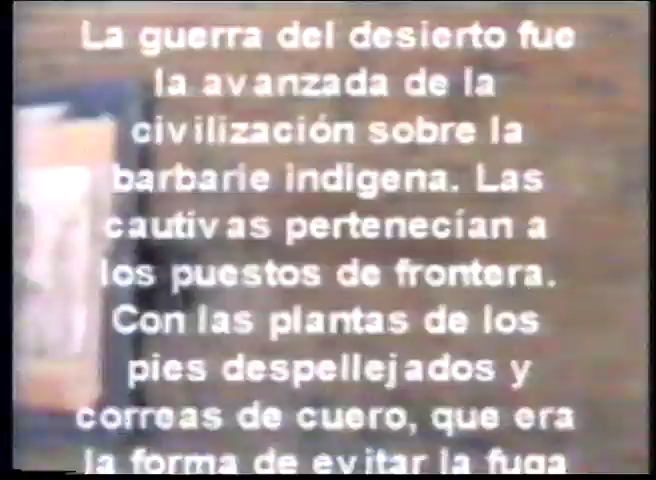 La guerra del desierto fue
la avanzada de la
civilización sobre la
barbarie indigena. Las
cautivas pertenecían a
los puestos de frontera.
Con las plantas de los
pies despellejados y
correas de cuero, que era
la forma de evitar la fuga